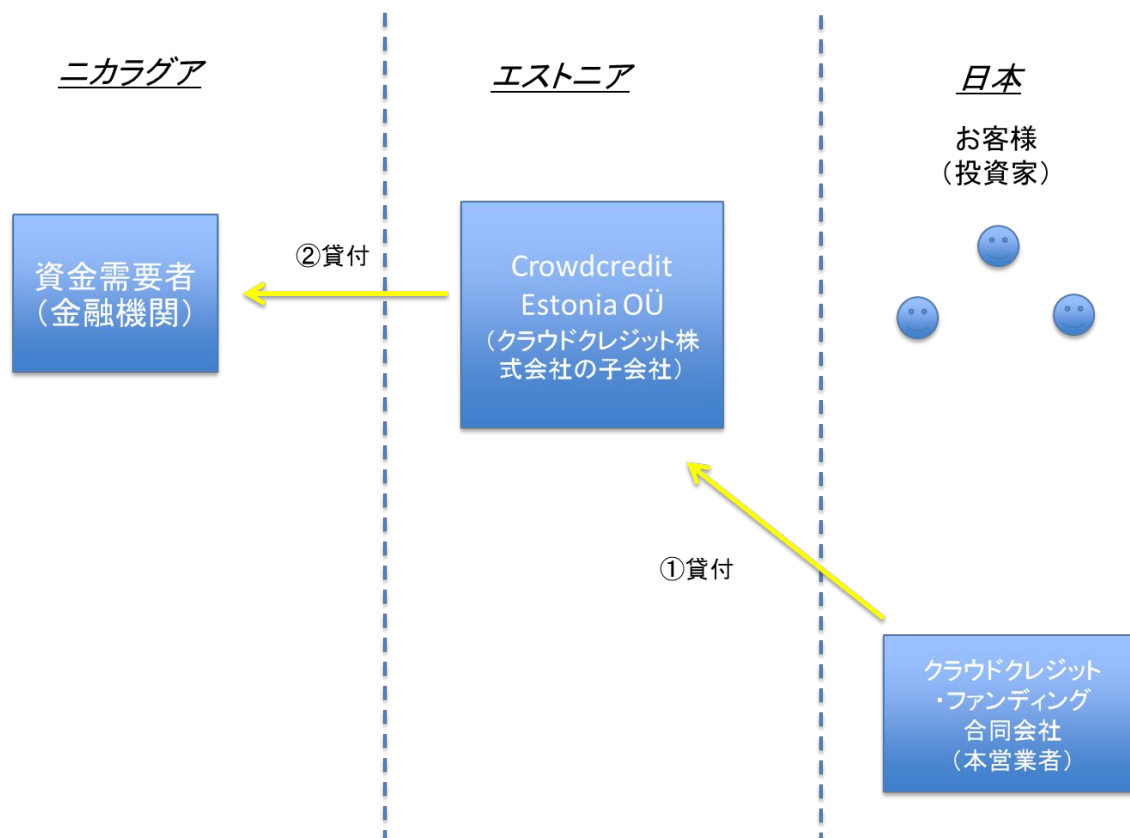 ニカラグア
エストニア
日本
お客様
（投資家）
資金需要者
（金融機関）
②貸付
Crowdcredit
Estonia OÜ
（クラウドクレジット株
式会社の子会社）
①貸付
クラウドクレジット
・ファンディング
合同会社
（本営業者）